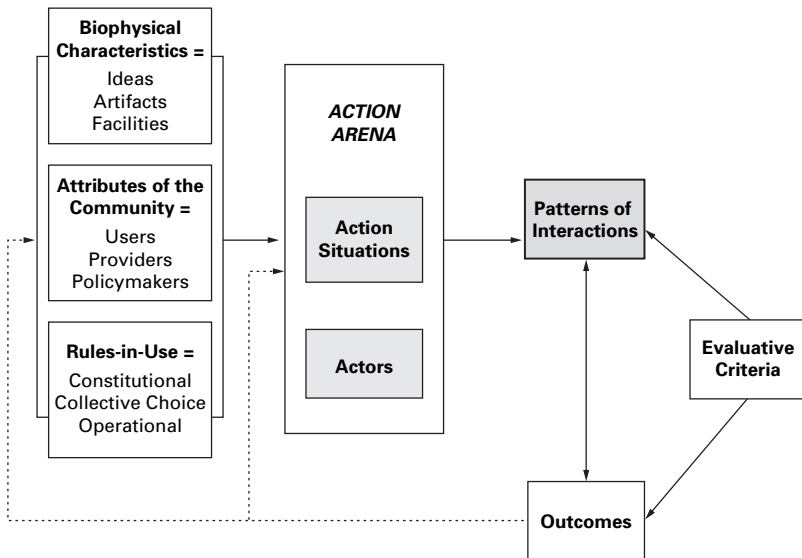 Biophysical
Characteristics =
Ideas
Artifacts
Facilities
Attributes of the
Community =
Users
Providers
Policymakers
Rules-in-Use =
Constitutional
Collective Choice
Operational
ACTION
ARENA
Action
Situations
Actors
Patterns of
Interactions
Evaluative
Criteria
Outcomes